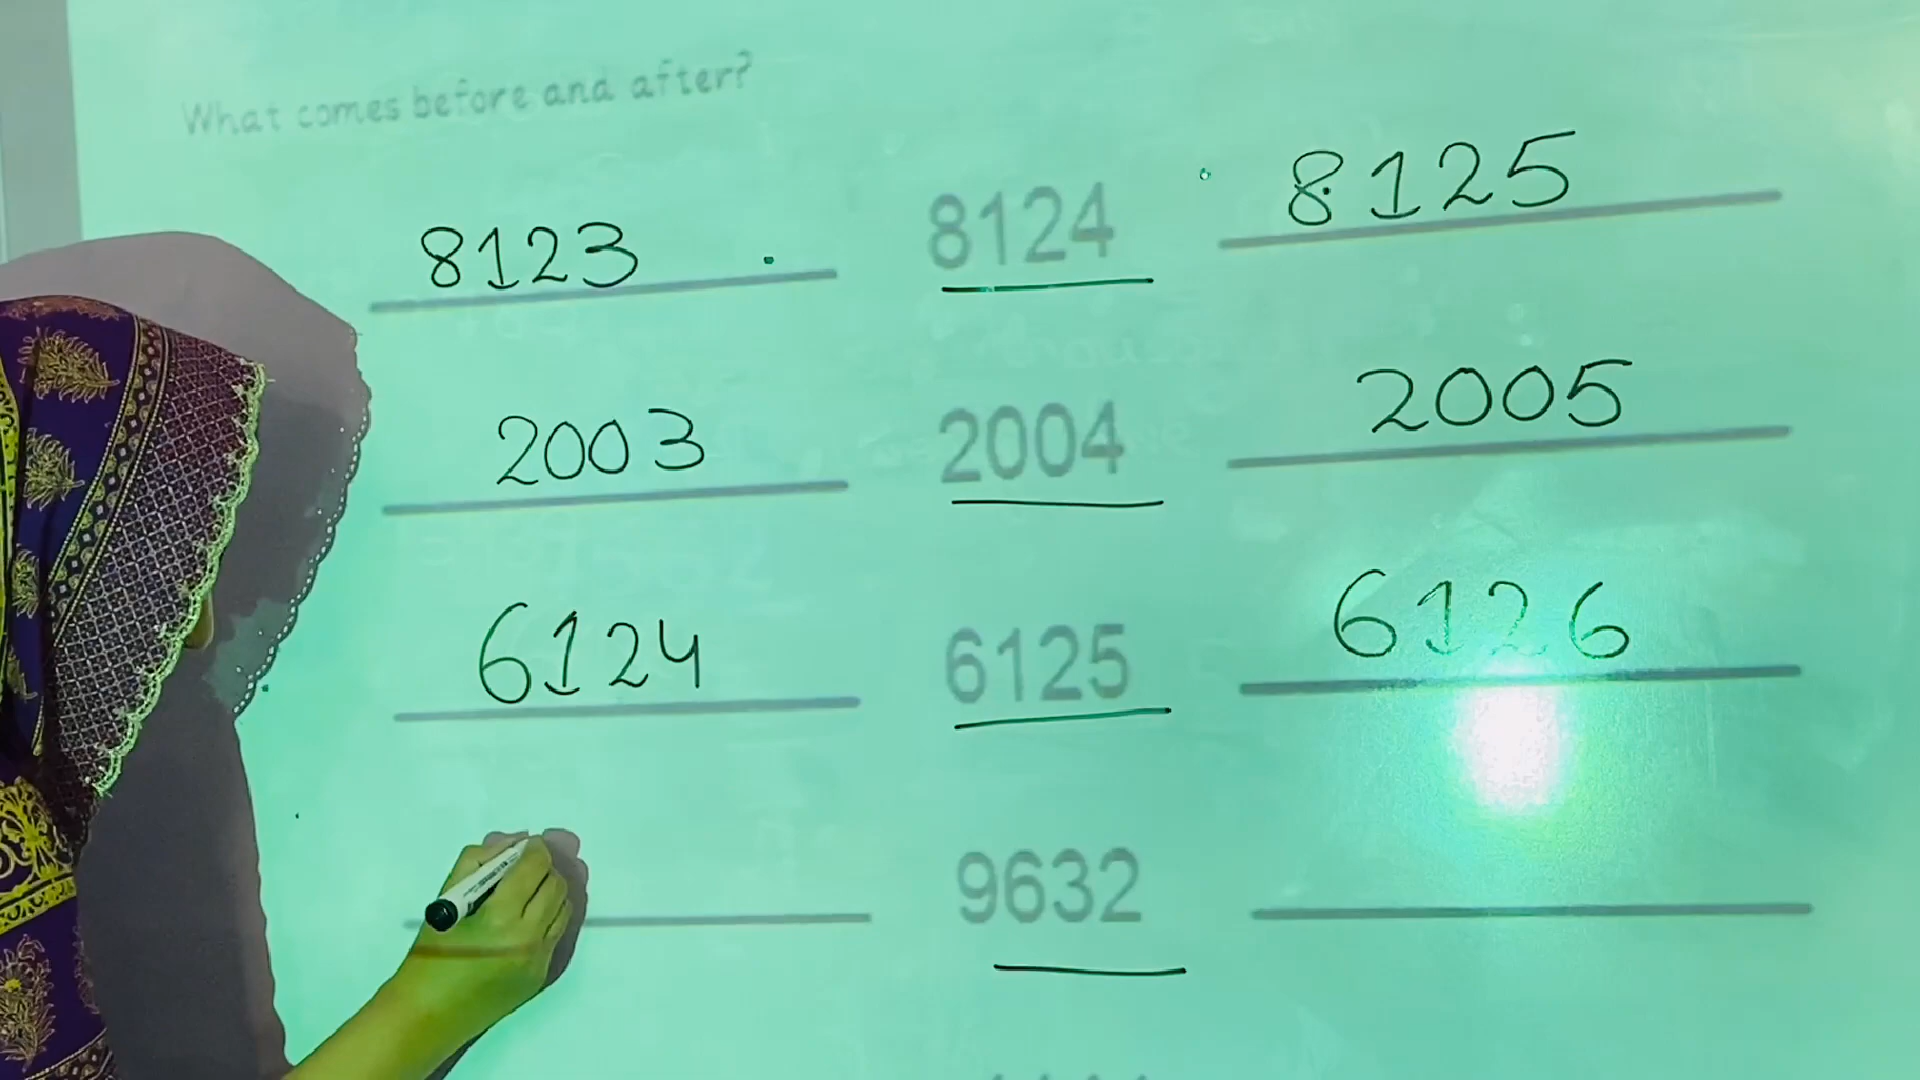 What comes before and after?
8123 8124 8125
2003 2004 2005
6124 6125 6126
9632